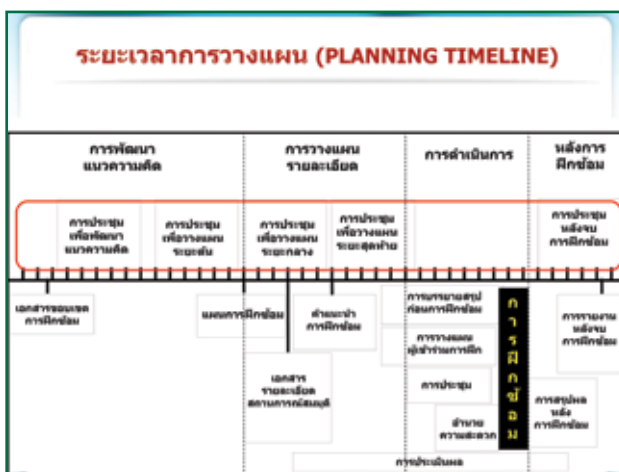 ระยะเวลาการวางแผน (PLANNING TIMELINE)
การพัฒนา
แนวความคิด
การวางแผน
รายละเอียด
การดำเนินการ
หลังการ
ฝึกซ้อม
การประชุม
เพื่อพัฒนา
แนวความคิด
การประชุม
เพื่อวางแผน
ระยะต้น
การประชุม
เพื่อวางแผน
ระยะกลาง
การประชุม
เพื่อวางแผน
ระยะสุดท้าย
การประชุม
หลังจบ
การฝึกซ้อม
เอกสารขอบเขต
การฝึกซ้อม
แผนการฝึกซ้อม
คำแนะนำ
การฝึกซ้อม
เอกสาร
รายละเอียด
สถานการณ์สมมุติ
การบรรยายสรุป
ก่อนการฝึกซ้อม
การวางแผน
ผู้เข้าร่วมการฝึก
การประชุม
อำนวย
ความสะดวก
การฝึกซ้อม
การรายงาน
หลังจบ
การฝึกซ้อม
การสรุปผล
หลัง
การฝึกซ้อม
การประเมินผล